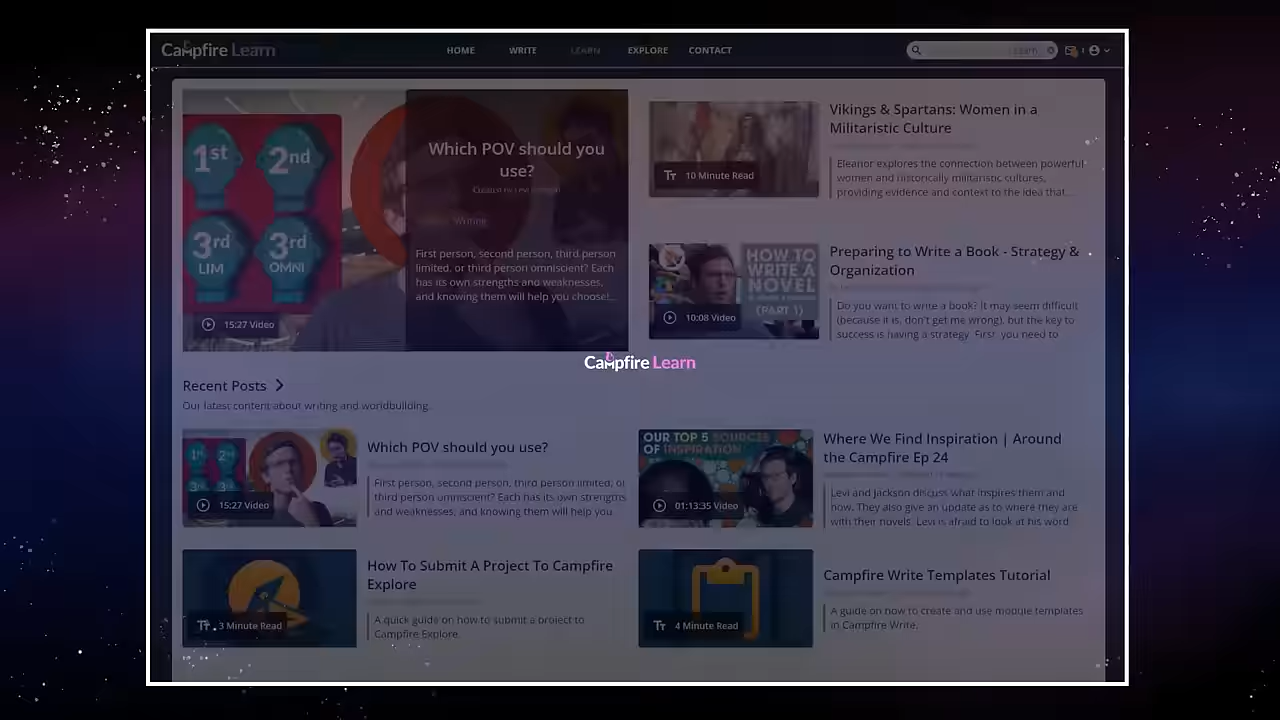 Campfire Learn
HOME WRITE LEARN EXPLORE CONTACT
Learn
1st 2nd
3rd LIM 3rd OMNI
15:27 Video
Which POV should you
use?
Writing
First person, second person, third person
limited, or third person omniscient? Each
has its own strengths and weaknesses,
and knowing them will help you choose!...
10 Minute Read
Vikings & Spartans: Women in a
Militaristic Culture
Eleanor explores the connection between powerful
women and historically militaristic cultures,
providing evidence and context to the idea that...
HOW TO
WRITE A
NOVEL
(PART 1)
10:08 Video
Preparing to Write a Book - Strategy &
Organization
Do you want to write a book? It may seem difficult
(because it is, don't get me wrong), but the key to
success is having a strategy. First, you need to
Campfire Learn
Recent Posts
Our latest content about writing and worldbuilding.
1st 2nd
15:27 Video
Which POV should you use?
First person, second person, third person limited, or
third person omniscient? Each has its own strengths
and weaknesses, and knowing them will help you
OUR TOP 5 SOURCES
OF INSPIRATION
01:13:35 Video
Where We Find Inspiration | Around
the Campfire Ep 24
Levi and Jackson discuss what inspires them and
how. They also give an update as to where they are
with their novels. Levi is afraid to look at his word
3 Minute Read
How To Submit A Project To Campfire
Explore
A quick guide on how to submit a project to
Campfire Explore.
4 Minute Read
Campfire Write Templates Tutorial
A guide on how to create and use module templates
in Campfire Write.